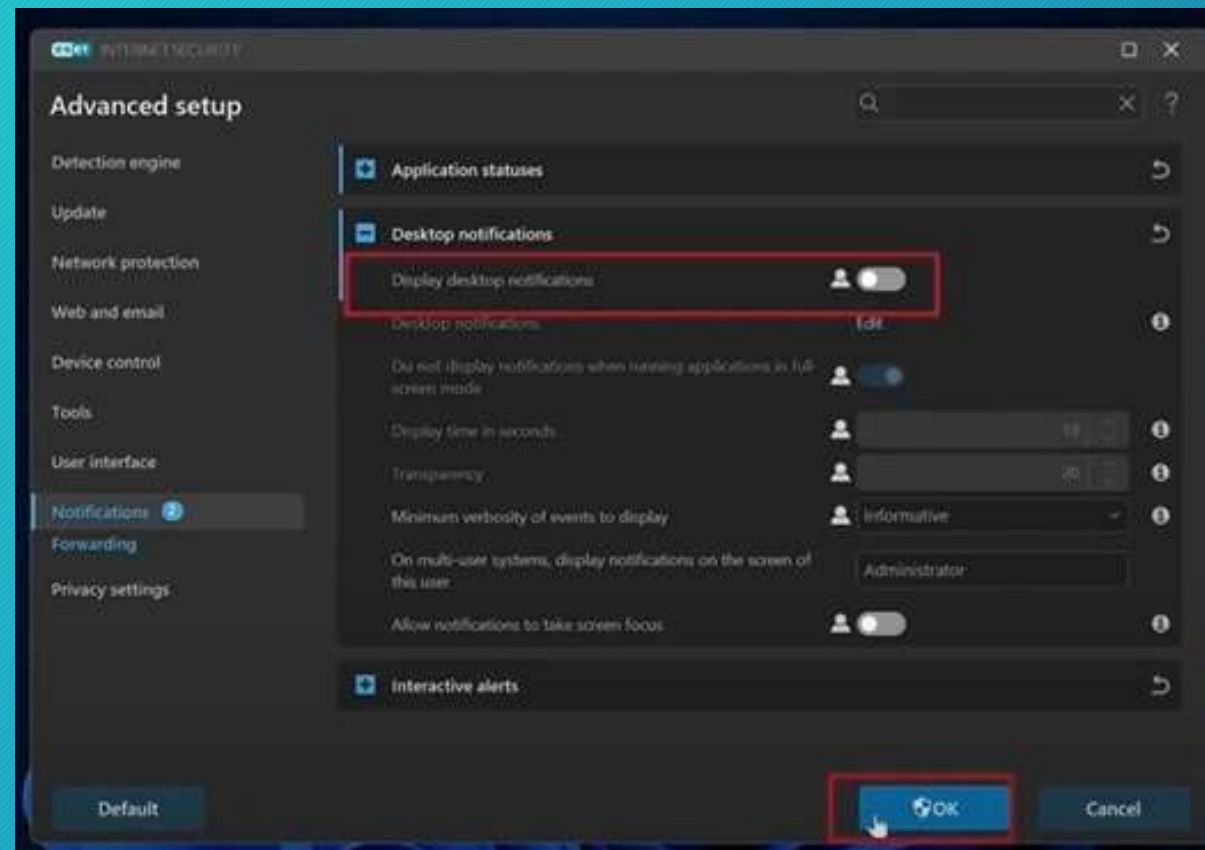 eset INTERNET SECURITY
Advanced setup
?
Detection engine
Update
Network protection
Web and email
Device control
Tools
User interface
Notifications 2
Forwarding
Privacy settings
Application statuses
Desktop notifications
Display desktop notifications
Desktop notifications Edit
Do not display notifications when running applications in full-
screen mode
Display time in seconds
Transparency 20
Minimum verbosity of events to display Informative
On multi-user systems, display notifications on the screen of
this user Administrator
Allow notifications to take screen focus
Interactive alerts
Default OK Cancel